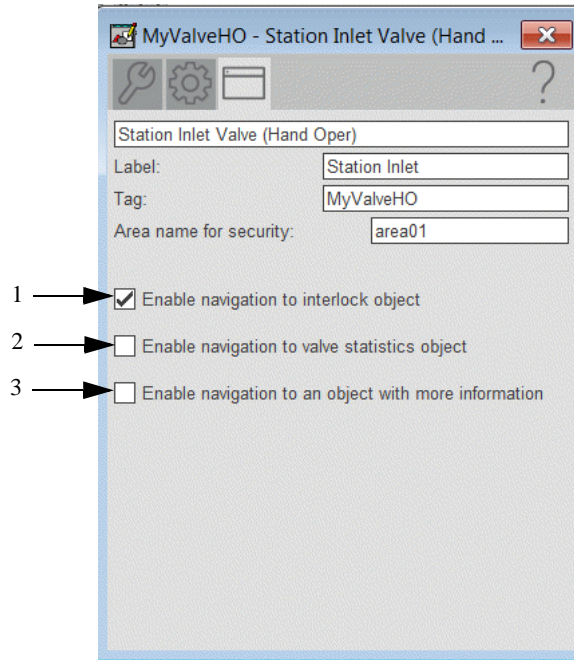 MyValveHO - Station Inlet Valve (Hand ...
?
Station Inlet Valve (Hand Oper)
Label: Station Inlet
Tag: MyValveHO
Area name for security: area01
1 Enable navigation to interlock object
2 Enable navigation to valve statistics object
3 Enable navigation to an object with more information